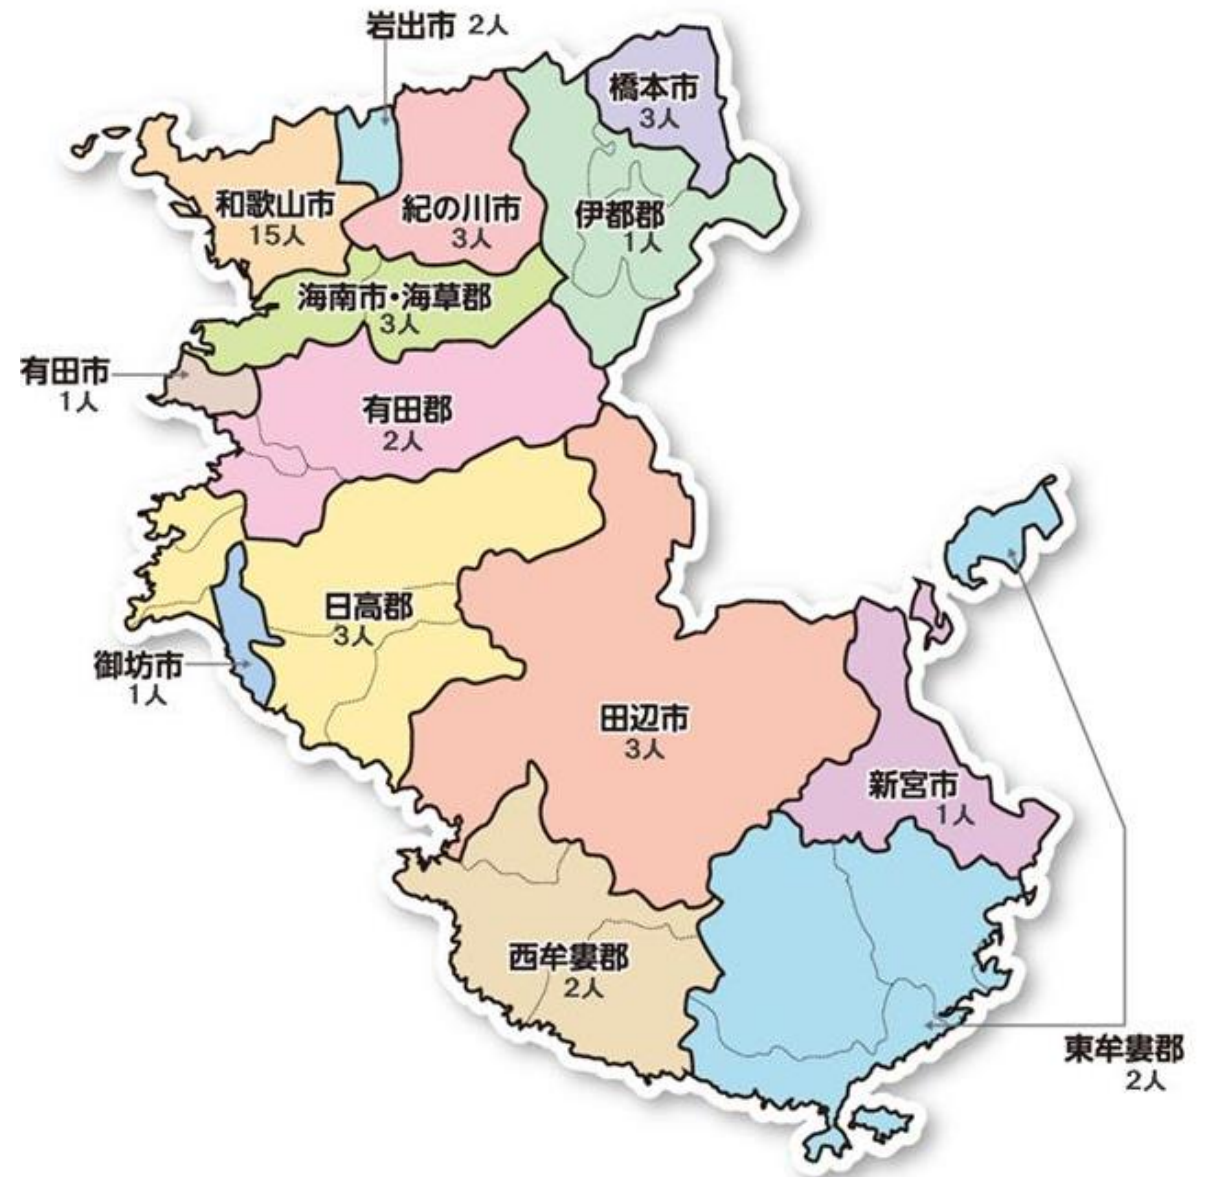 岩出市 2人
橋本市
3人
和歌山市
15人
紀の川市
3人
伊都郡
1人
海南市・海草郡
3人
有田市
1人
有田郡
2人
日高郡
3人
御坊市
1人
田辺市
3人
新宮市
1人
西牟婁郡
2人
東牟婁郡
2人